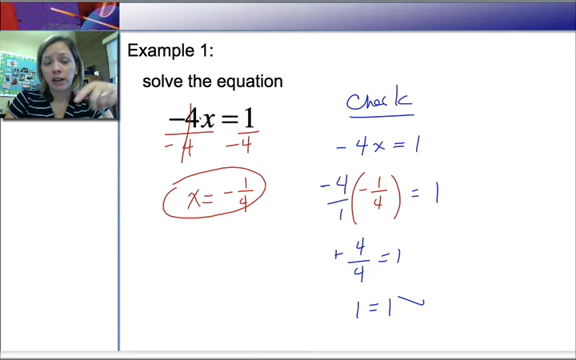 Example 1:
solve the equation
-4x = 1
-4 -4
x = -1/4
Check
-4x = 1
-4/1 (-1/4) = 1
+ 4/4 = 1
1 = 1